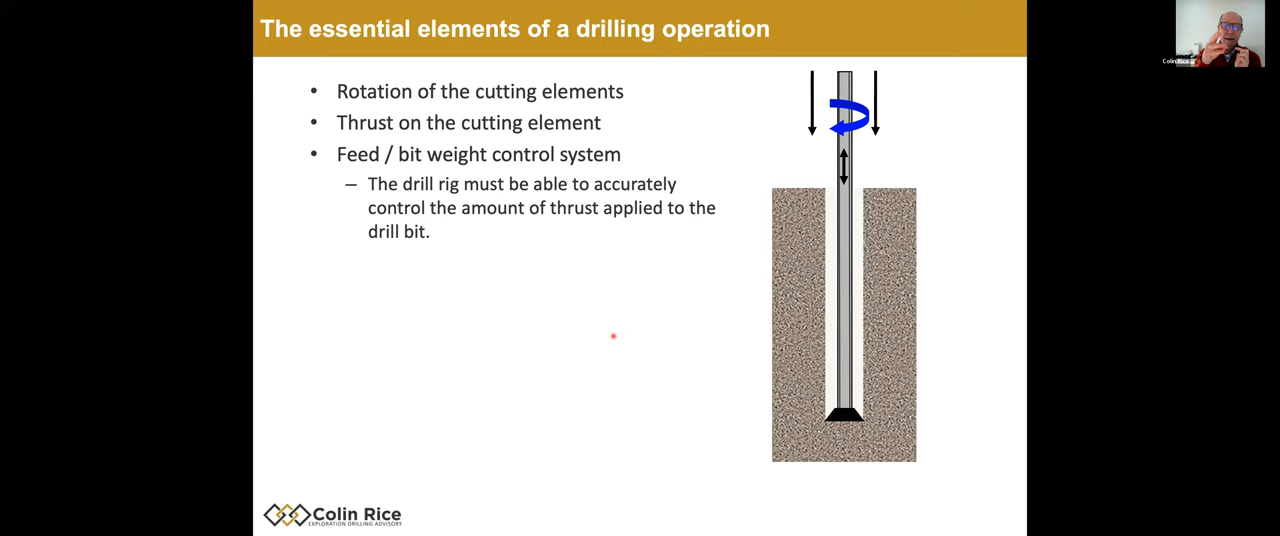 The essential elements of a drilling operation
• Rotation of the cutting elements
• Thrust on the cutting element
• Feed / bit weight control system
– The drill rig must be able to accurately
control the amount of thrust applied to the
drill bit.
Colin Rice
EXPLORATION DRILLING ADVISORY
Colin Rice